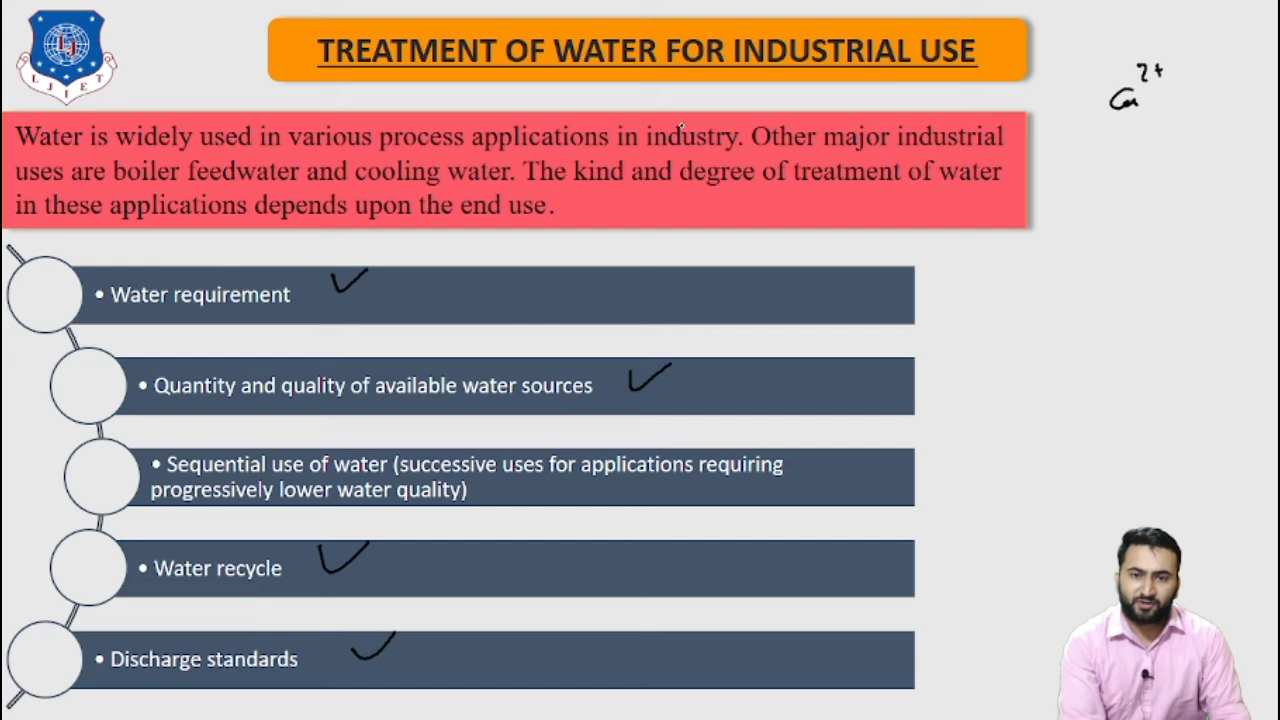 TREATMENT OF WATER FOR INDUSTRIAL USE
LJIET
Ca2+
Water is widely used in various process applications in industry. Other major industrial
uses are boiler feedwater and cooling water. The kind and degree of treatment of water
in these applications depends upon the end use.
• Water requirement
• Quantity and quality of available water sources
• Sequential use of water (successive uses for applications requiring
progressively lower water quality)
• Water recycle
• Discharge standards